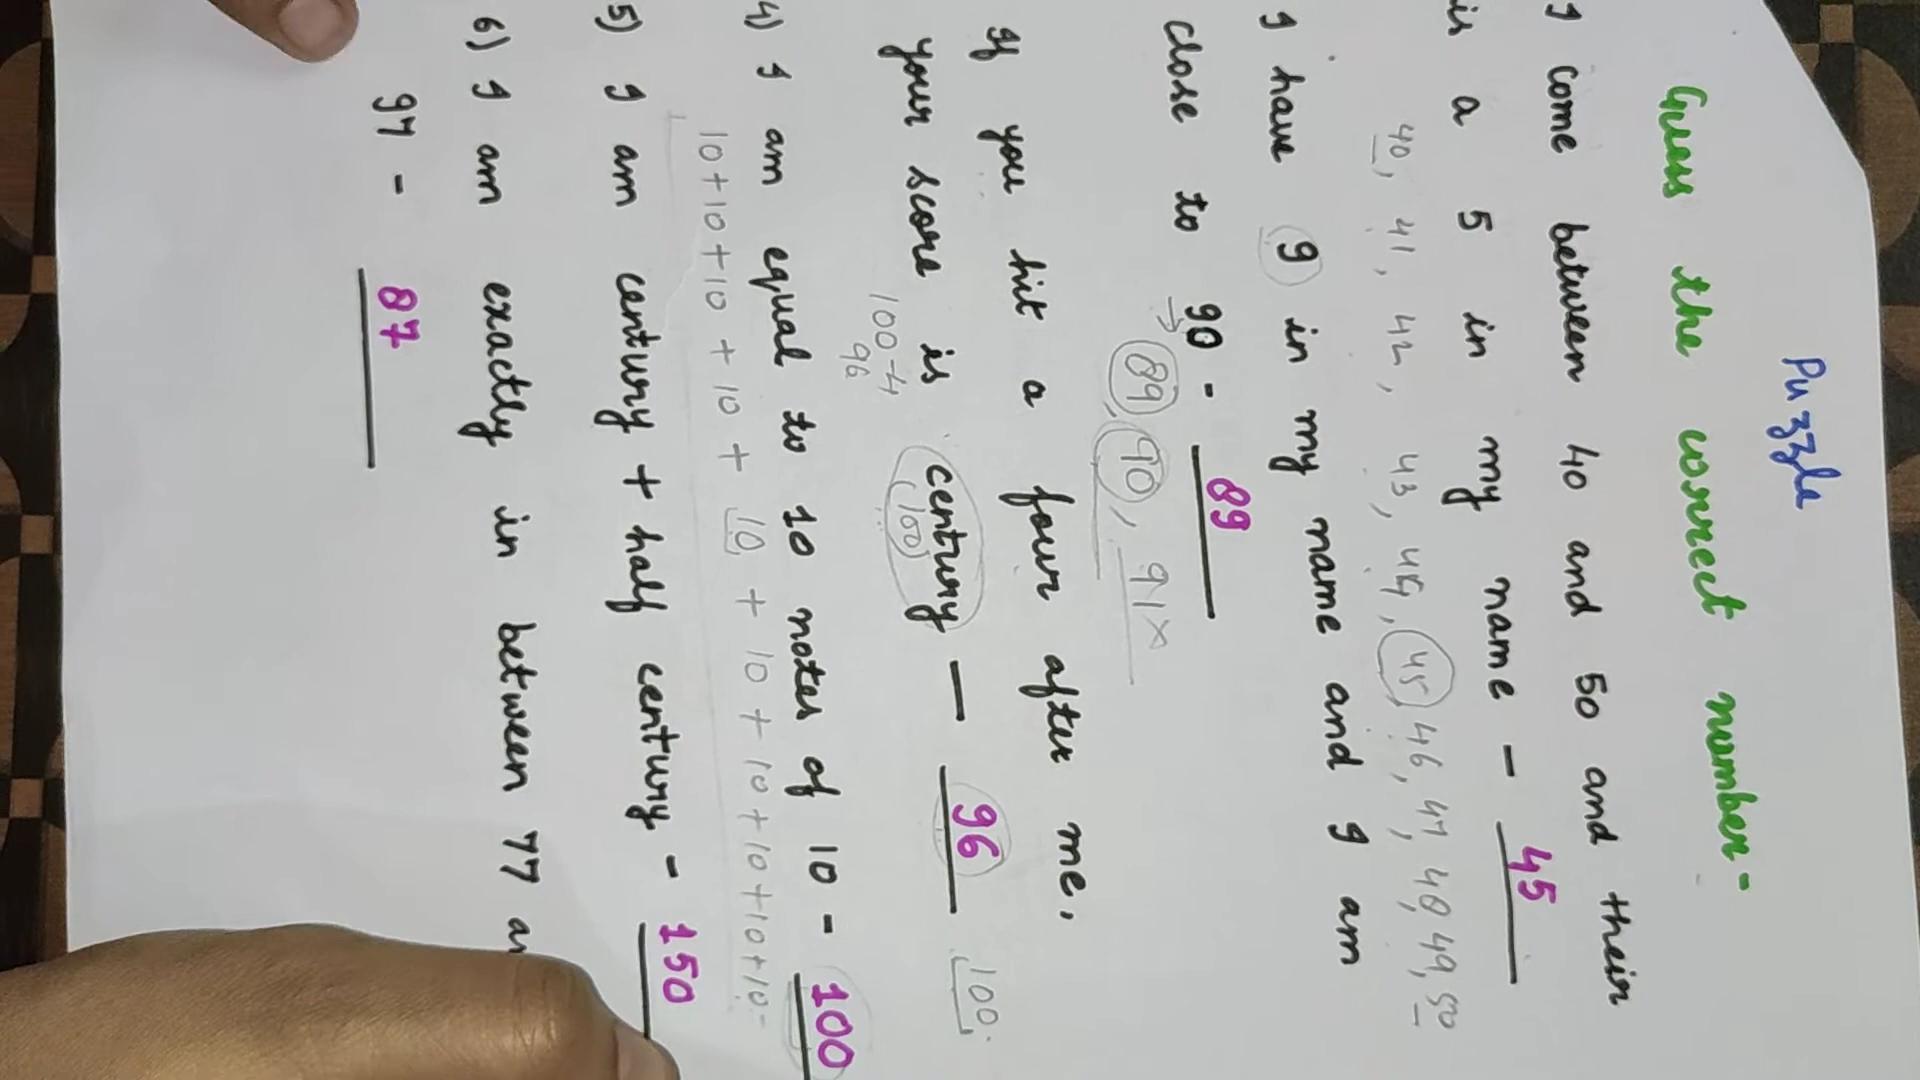 Puzzle
Guess the correct number-
I come between 40 and 50 and their
is a 5 in my name - 45
40, 41, 42, 43, 44, 45, 46, 47, 48, 49, 50
I have 9 in my name and I am
close to 90 - 89
89, 90, 91 ×
If you hit a four after me,
your score is century - 96
100-4
96
(100)
100
4) I am equal to 10 notes of 10 - 100
10+10+10+10+10+10+10+10+10+10-
5) I am century + half century - 150
6) I am exactly in between 77
97 - 87